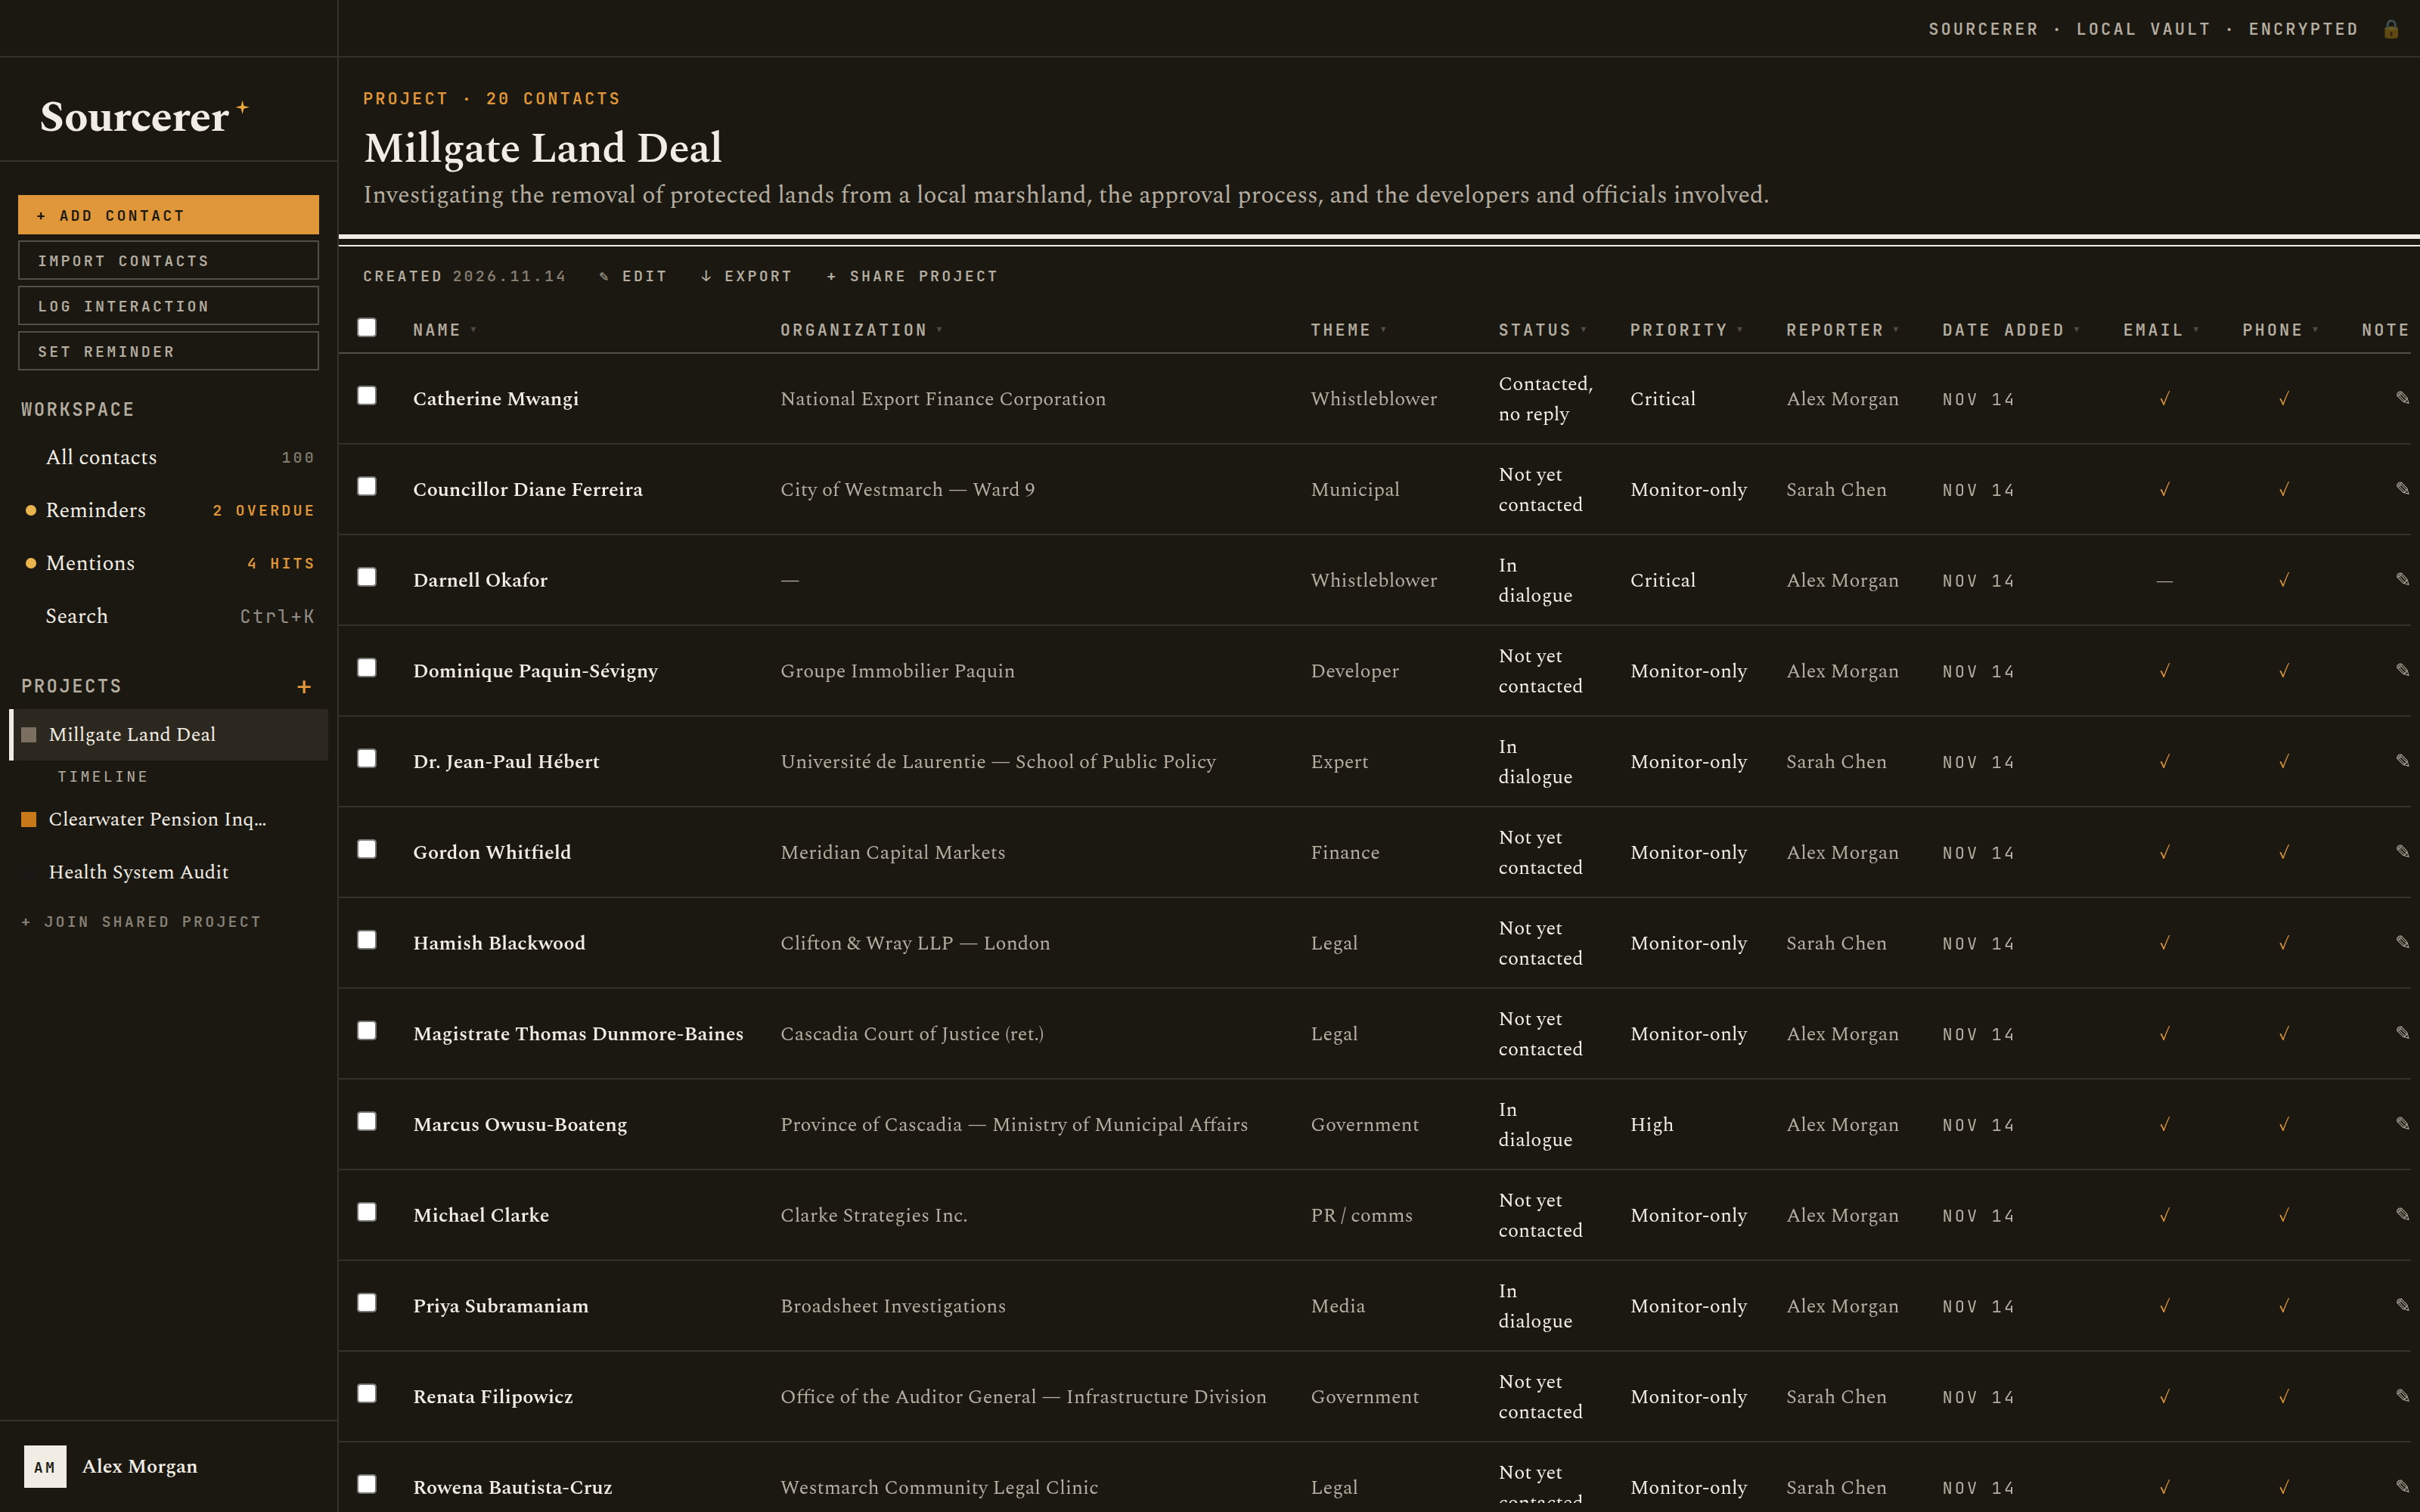 SOURCERER · LOCAL VAULT · ENCRYPTED
Sourcerer
+ ADD CONTACT
IMPORT CONTACTS
LOG INTERACTION
SET REMINDER
WORKSPACE
All contacts 100
Reminders 2 OVERDUE
Mentions 4 HITS
Search Ctrl+K
PROJECTS +
Millgate Land Deal
TIMELINE
Clearwater Pension Inq…
Health System Audit
+ JOIN SHARED PROJECT
AM Alex Morgan
PROJECT · 20 CONTACTS
Millgate Land Deal
Investigating the removal of protected lands from a local marshland, the approval process, and the developers and officials involved.
CREATED 2026.11.14 ✎ EDIT ↓ EXPORT + SHARE PROJECT
NAME ORGANIZATION THEME STATUS PRIORITY REPORTER DATE ADDED EMAIL PHONE NOTE
Catherine Mwangi National Export Finance Corporation Whistleblower Contacted, no reply Critical Alex Morgan NOV 14 ✓ ✓ ✎
Councillor Diane Ferreira City of Westmarch — Ward 9 Municipal Not yet contacted Monitor-only Sarah Chen NOV 14 ✓ ✓ ✎
Darnell Okafor — Whistleblower In dialogue Critical Alex Morgan NOV 14 — ✓ ✎
Dominique Paquin-Sévigny Groupe Immobilier Paquin Developer Not yet contacted Monitor-only Alex Morgan NOV 14 ✓ ✓ ✎
Dr. Jean-Paul Hébert Université de Laurentie — School of Public Policy Expert In dialogue Monitor-only Sarah Chen NOV 14 ✓ ✓ ✎
Gordon Whitfield Meridian Capital Markets Finance Not yet contacted Monitor-only Alex Morgan NOV 14 ✓ ✓ ✎
Hamish Blackwood Clifton & Wray LLP — London Legal Not yet contacted Monitor-only Sarah Chen NOV 14 ✓ ✓ ✎
Magistrate Thomas Dunmore-Baines Cascadia Court of Justice (ret.) Legal Not yet contacted Monitor-only Alex Morgan NOV 14 ✓ ✓ ✎
Marcus Owusu-Boateng Province of Cascadia — Ministry of Municipal Affairs Government In dialogue High Alex Morgan NOV 14 ✓ ✓ ✎
Michael Clarke Clarke Strategies Inc. PR / comms Not yet contacted Monitor-only Alex Morgan NOV 14 ✓ ✓ ✎
Priya Subramaniam Broadsheet Investigations Media In dialogue Monitor-only Alex Morgan NOV 14 ✓ ✓ ✎
Renata Filipowicz Office of the Auditor General — Infrastructure Division Government Not yet contacted Monitor-only Sarah Chen NOV 14 ✓ ✓ ✎
Rowena Bautista-Cruz Westmarch Community Legal Clinic Legal Not yet contacted Monitor-only Sarah Chen NOV 14 ✓ ✓ ✎